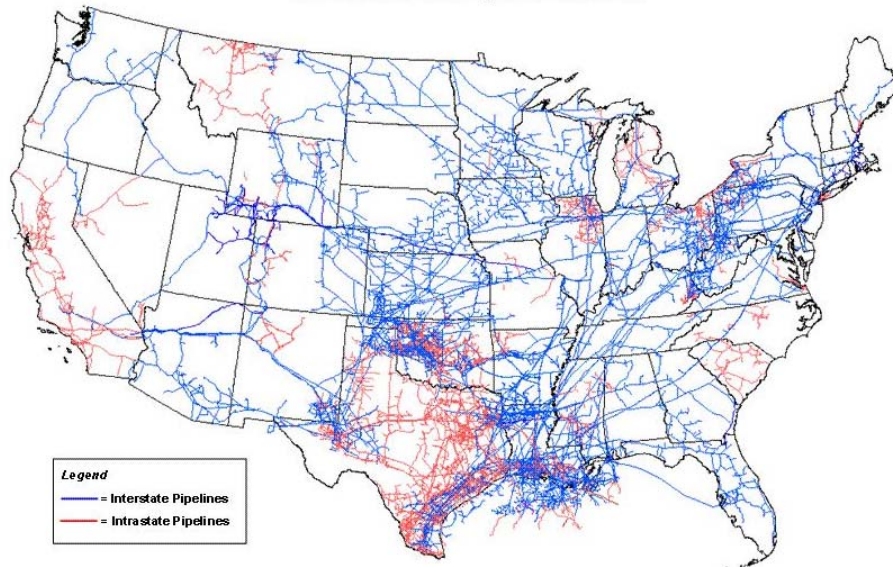 Legend
= Interstate Pipelines
= Intrastate Pipelines